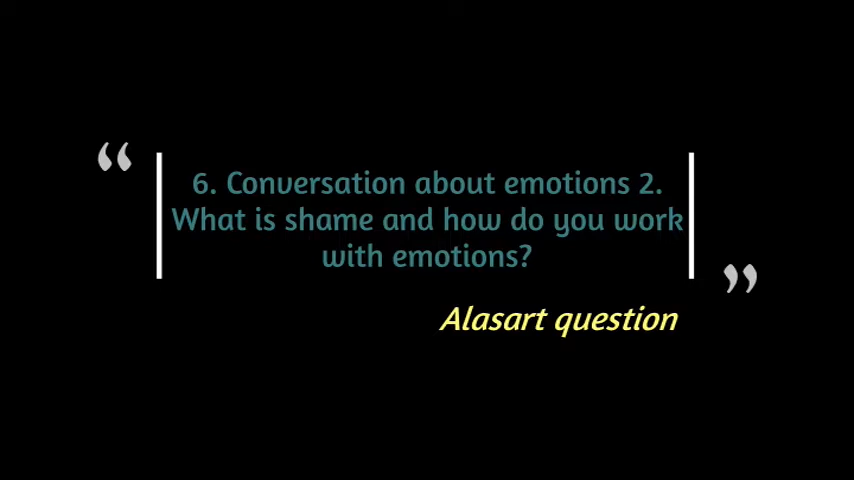 “
6. Conversation about emotions 2.
What is shame and how do you work
with emotions?
”
Alasart question